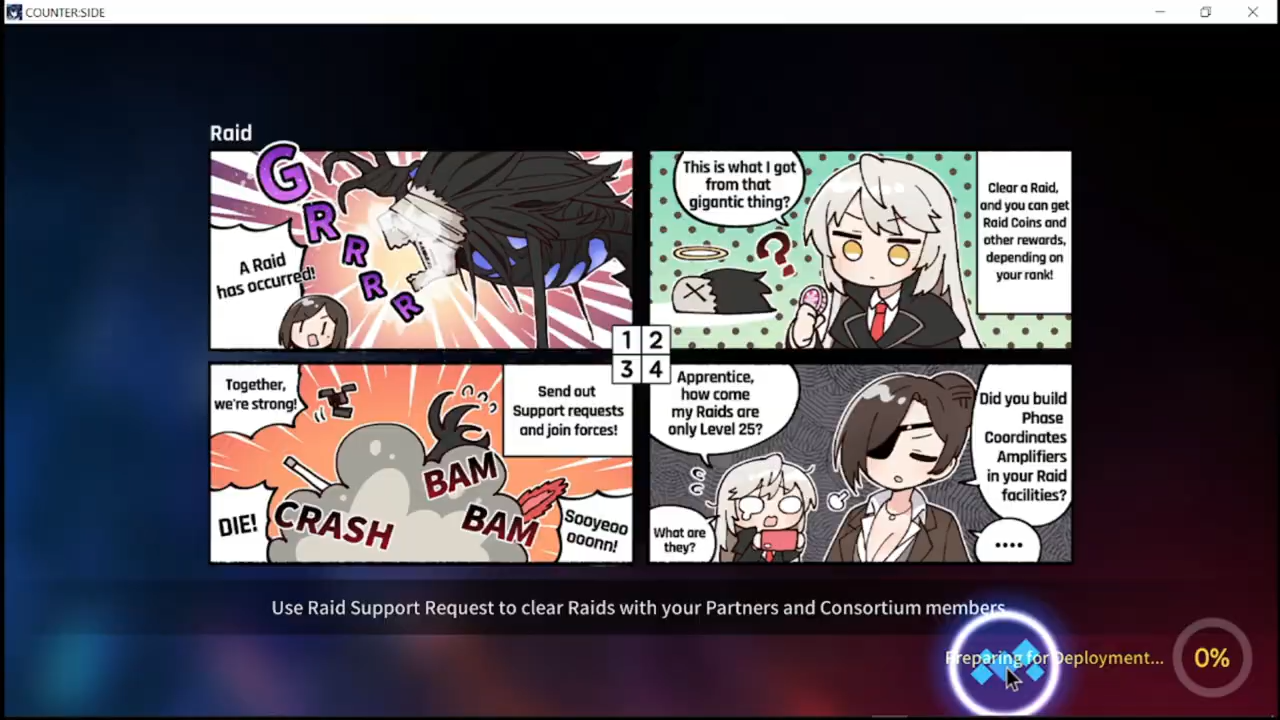 COUNTER:SIDE
Raid
GRRRR
A Raid
has occurred!
This is what I got
from that
gigantic thing?
?
Clear a Raid,
and you can get
Raid Coins and
other rewards,
depending on
your rank!
1 2
3 4
Together,
we're strong!
Send out
Support requests
and join forces!
BAM
BAM
CRASH
DIE!
Sooyeoo
ooonn!
Apprentice,
how come
my Raids are
only Level 25?
Did you build
Phase
Coordinates
Amplifiers
in your Raid
facilities?
What are
they?
....
Use Raid Support Request to clear Raids with your Partners and Consortium members.
Preparing for Deployment...
0%